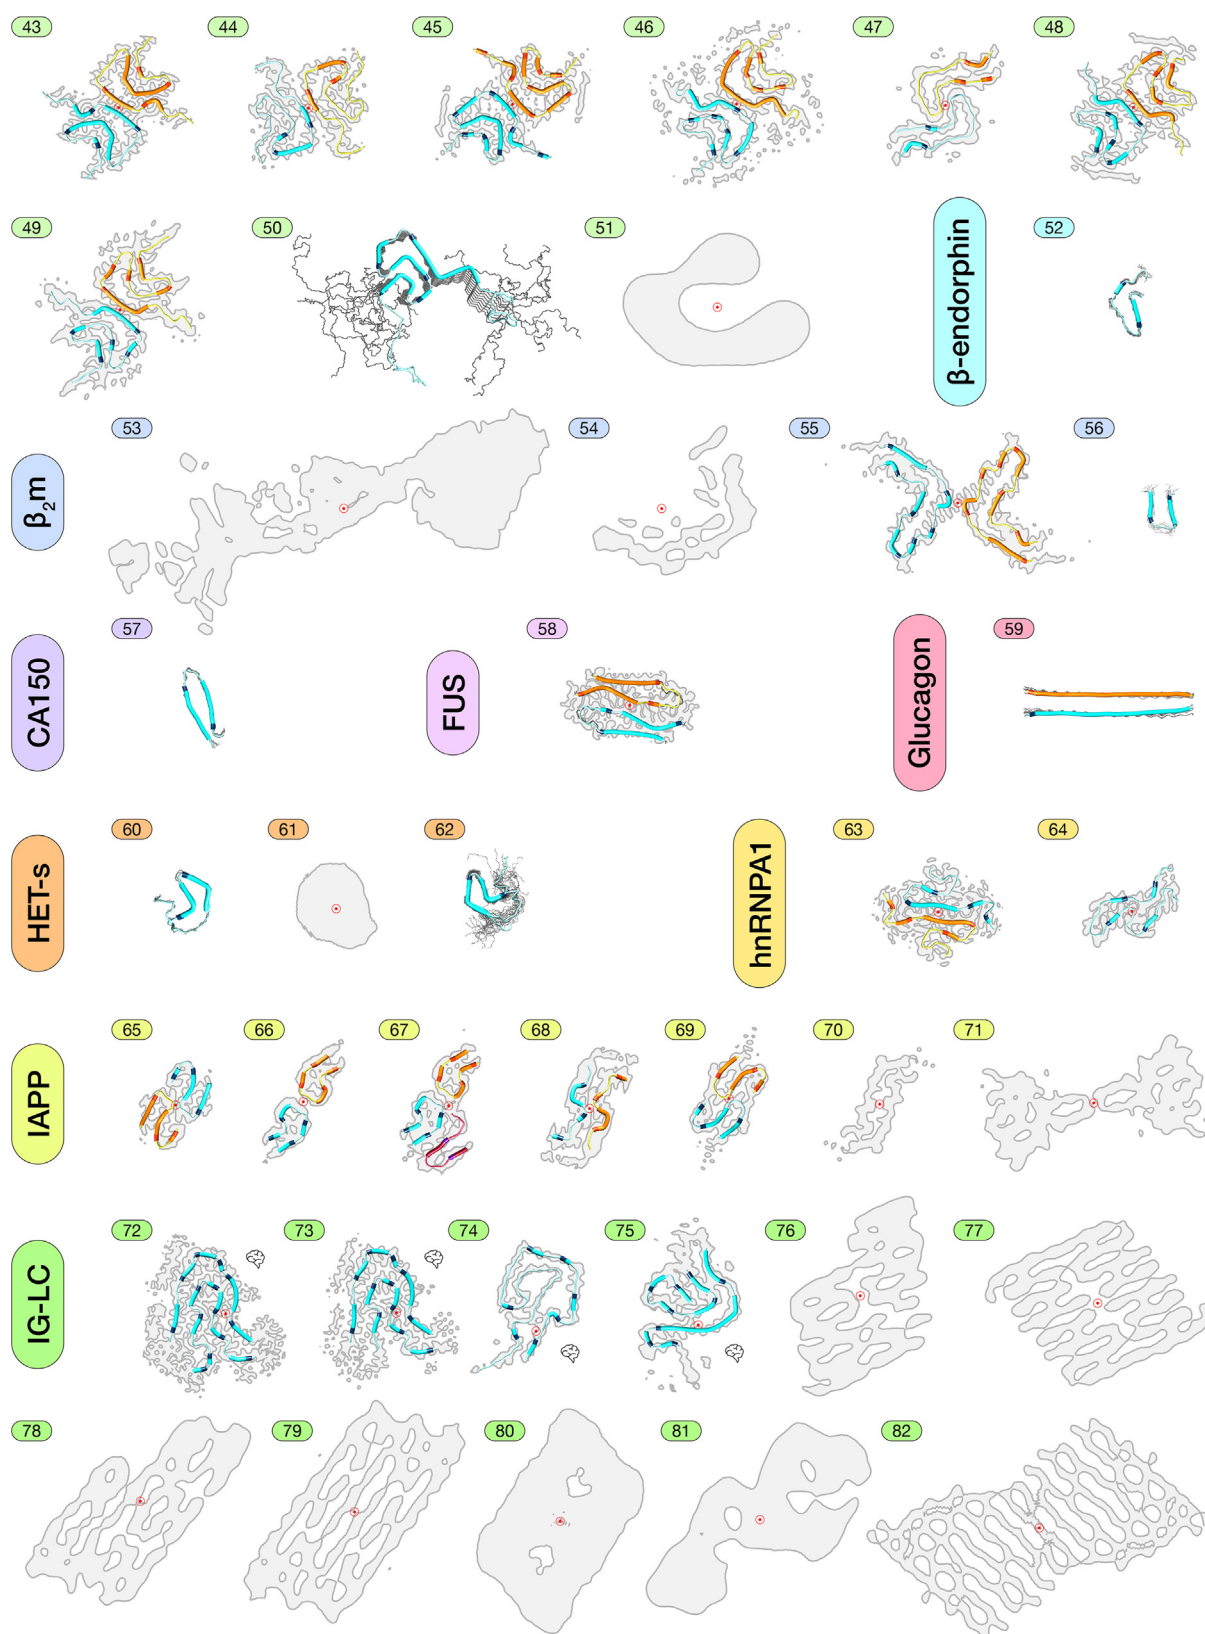 43 44 45 46 47 48
49 50 51 β-endorphin 52
β₂m 53 54 55 56
CA150 57 FUS 58 Glucagon 59
HET-s 60 61 62 hnRNPA1 63 64
IAPP 65 66 67 68 69 70 71
IG-LC 72 73 74 75 76 77
78 79 80 81 82